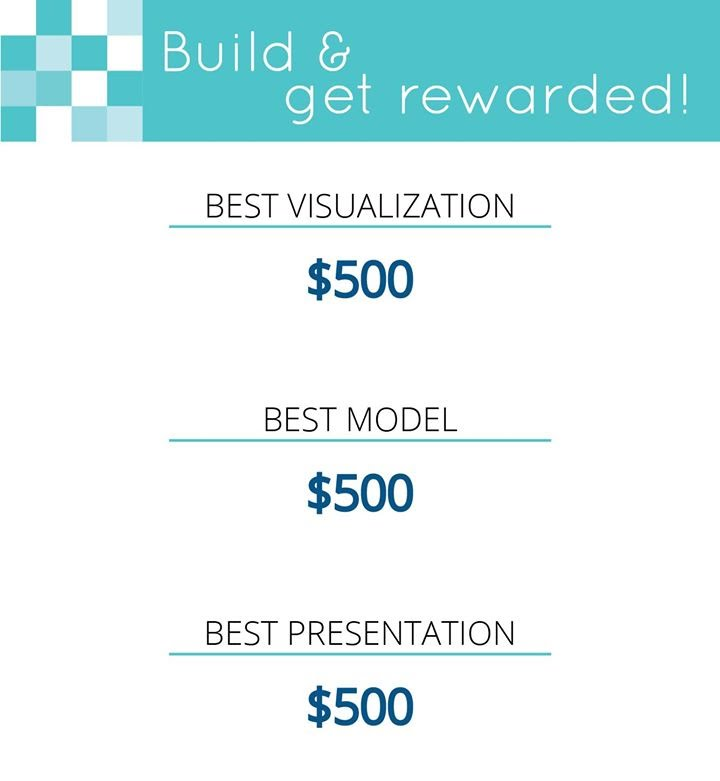 Build &
get rewarded!
BEST VISUALIZATION
$500
BEST MODEL
$500
BEST PRESENTATION
$500